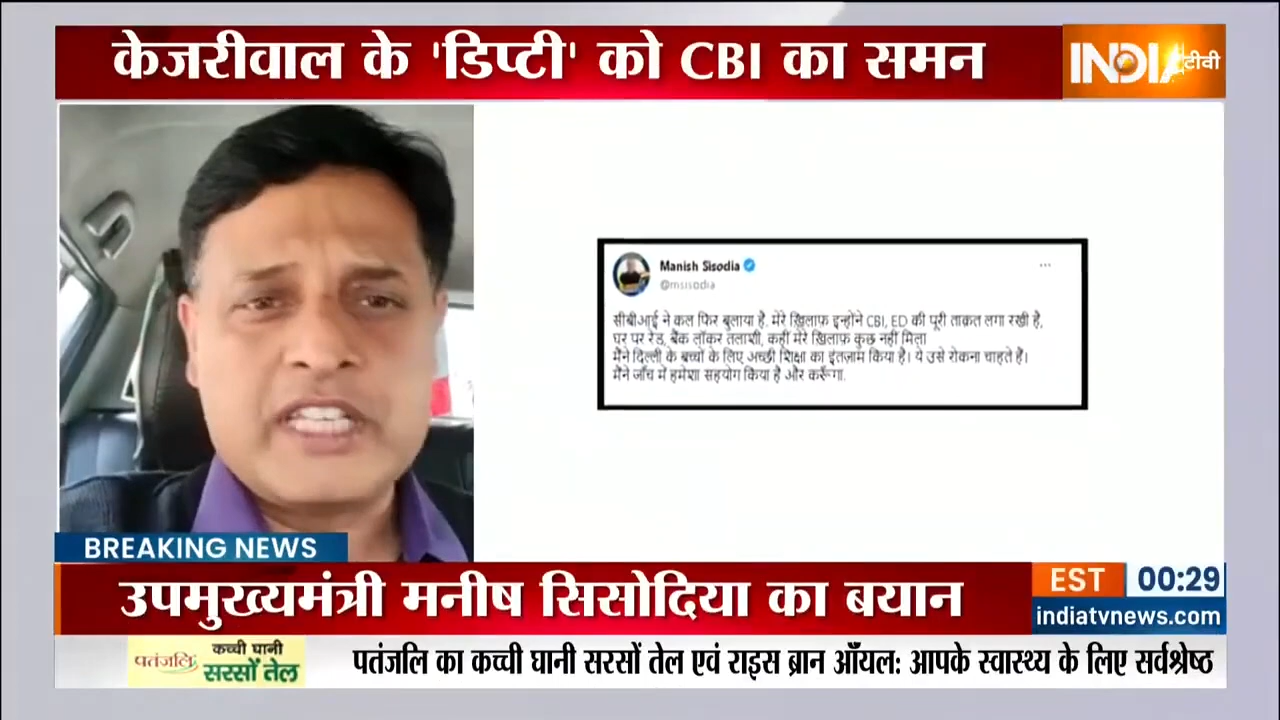 केजरीवाल के 'डिप्टी' को CBI का समन
INDIA टीवी
Manish Sisodia
@msisodia
सीबीआई ने कल फिर बुलाया है. मेरे ख़िलाफ़ इन्होंने CBI, ED की पूरी ताक़त लगा रखी है,
घर पर रेड, बैंक लॉकर तलाशी, कहीं मेरे ख़िलाफ़ कुछ नहीं मिला
मैंने दिल्ली के बच्चों के लिए अच्छी शिक्षा का इंतज़ाम किया है। ये उसे रोकना चाहते हैं।
मैंने जाँच में हमेशा सहयोग किया है और करूँगा.
BREAKING NEWS
उपमुख्यमंत्री मनीष सिसोदिया का बयान
EST 00:29
indiatvnews.com
पतंजलि
कच्ची घानी
सरसों तेल
पतंजलि का कच्ची घानी सरसों तेल एवं राइस ब्रान ऑयल: आपके स्वास्थ्य के लिए सर्वश्रेष्ठ